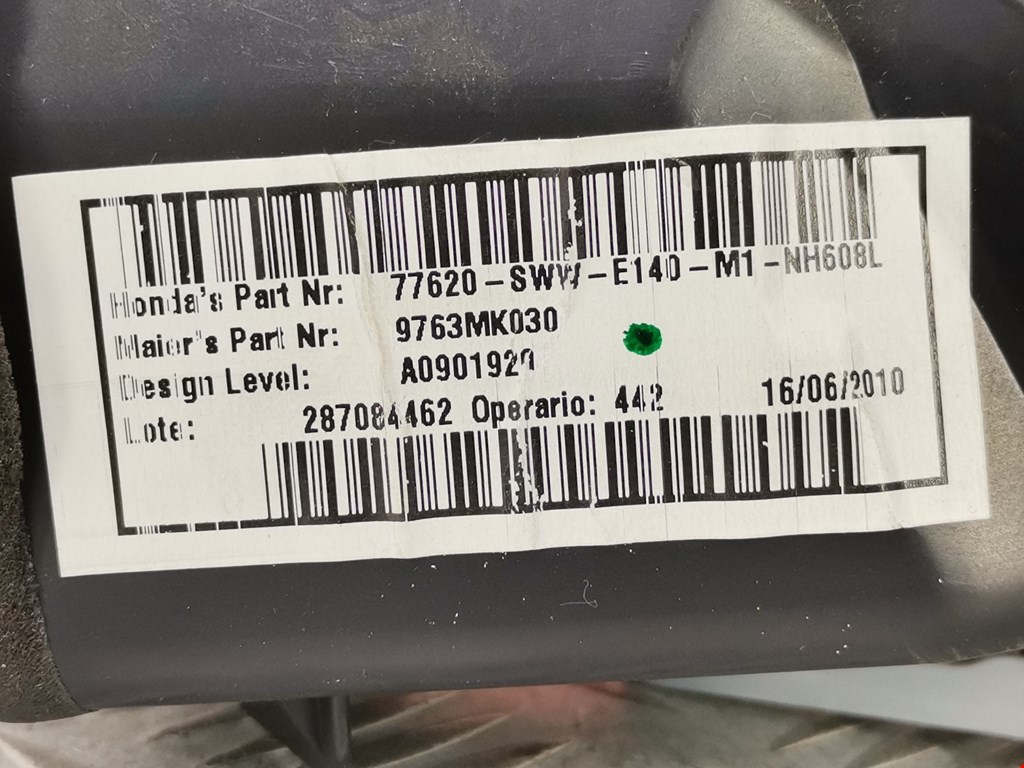 Honda's Part Nr: 77620-SWW-E140-M1-NH608L
Maier's Part Nr: 9763MK030
Design Level: A0901920
Lote: 287084462 Operario: 442 16/06/2010